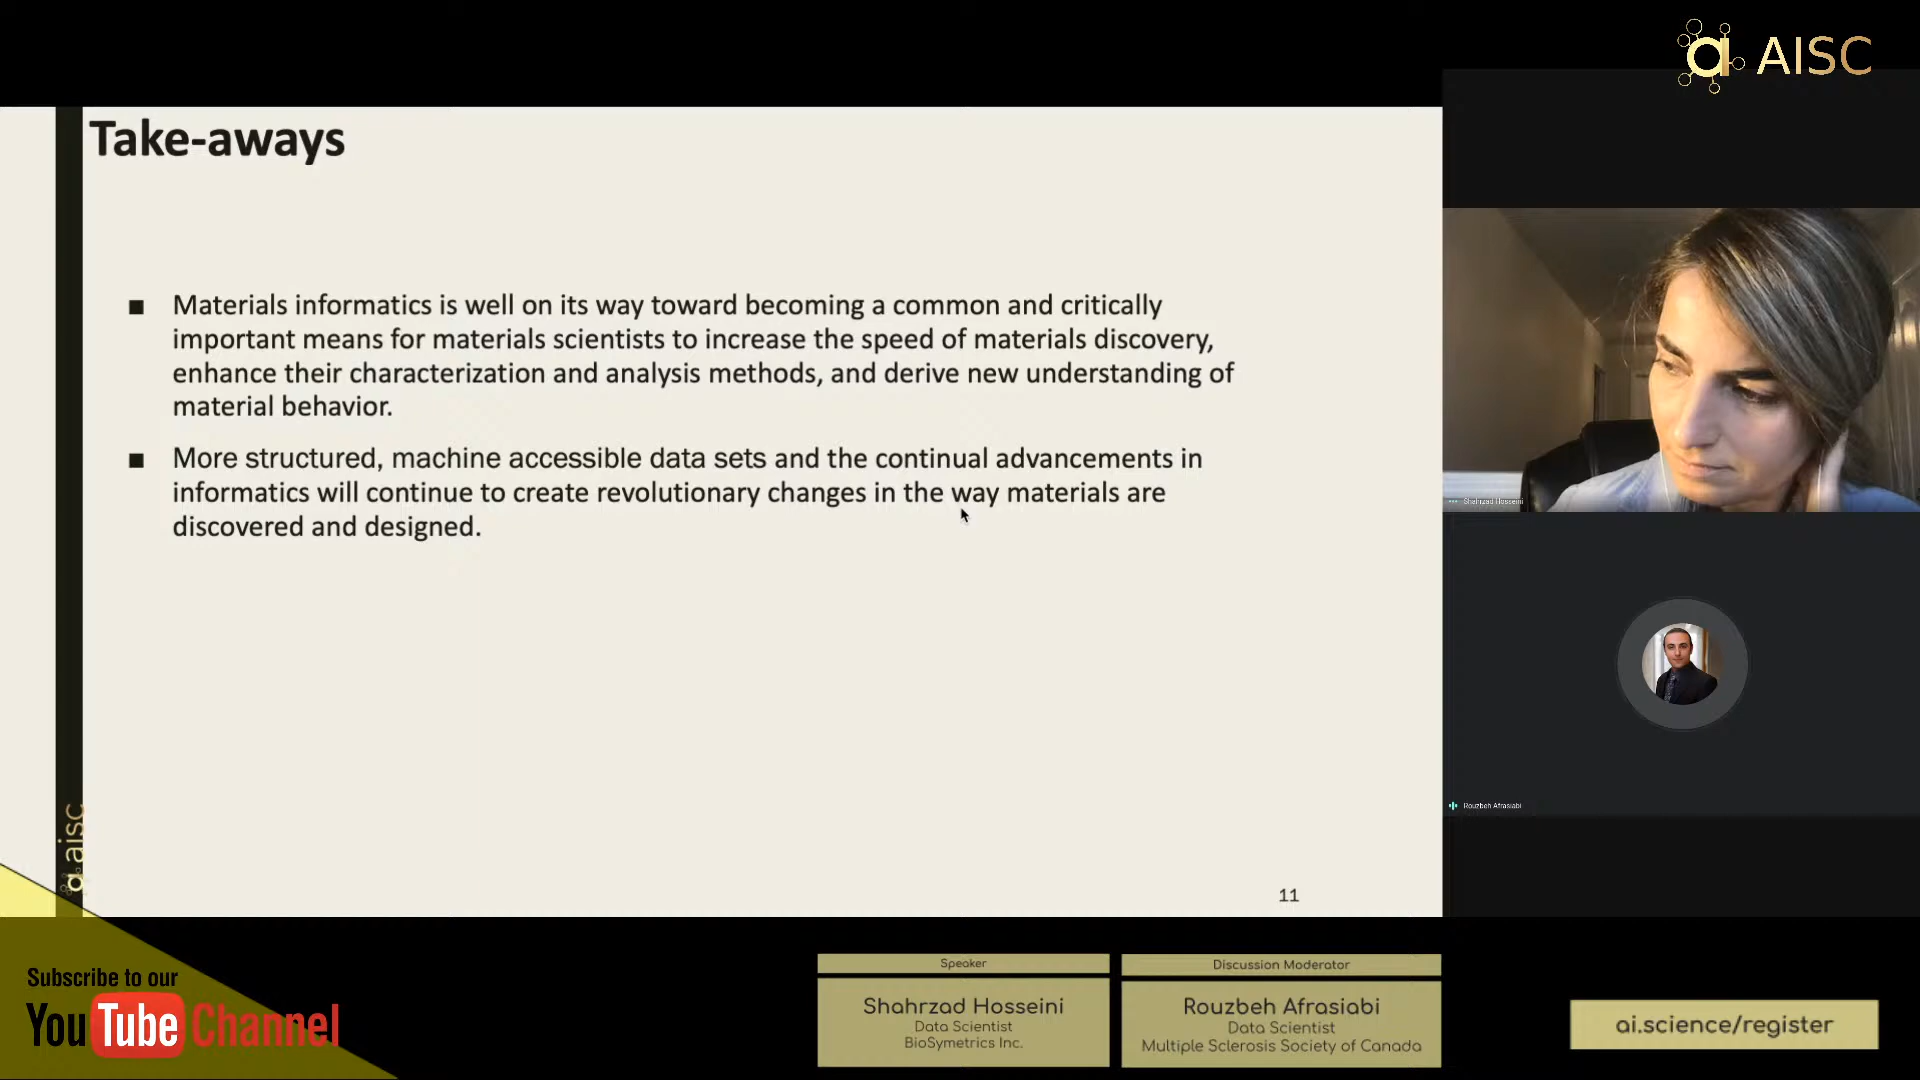 AISC
Take-aways
■ Materials informatics is well on its way toward becoming a common and critically
important means for materials scientists to increase the speed of materials discovery,
enhance their characterization and analysis methods, and derive new understanding of
material behavior.
■ More structured, machine accessible data sets and the continual advancements in
informatics will continue to create revolutionary changes in the way materials are
discovered and designed.
Shahrzad Hosseini
Rouzbeh Afrasiabi
aisc
11
Subscribe to our
YouTube Channel
Speaker
Shahrzad Hosseini
Data Scientist
BioSymetrics Inc.
Discussion Moderator
Rouzbeh Afrasiabi
Data Scientist
Multiple Sclerosis Society of Canada
ai.science/register